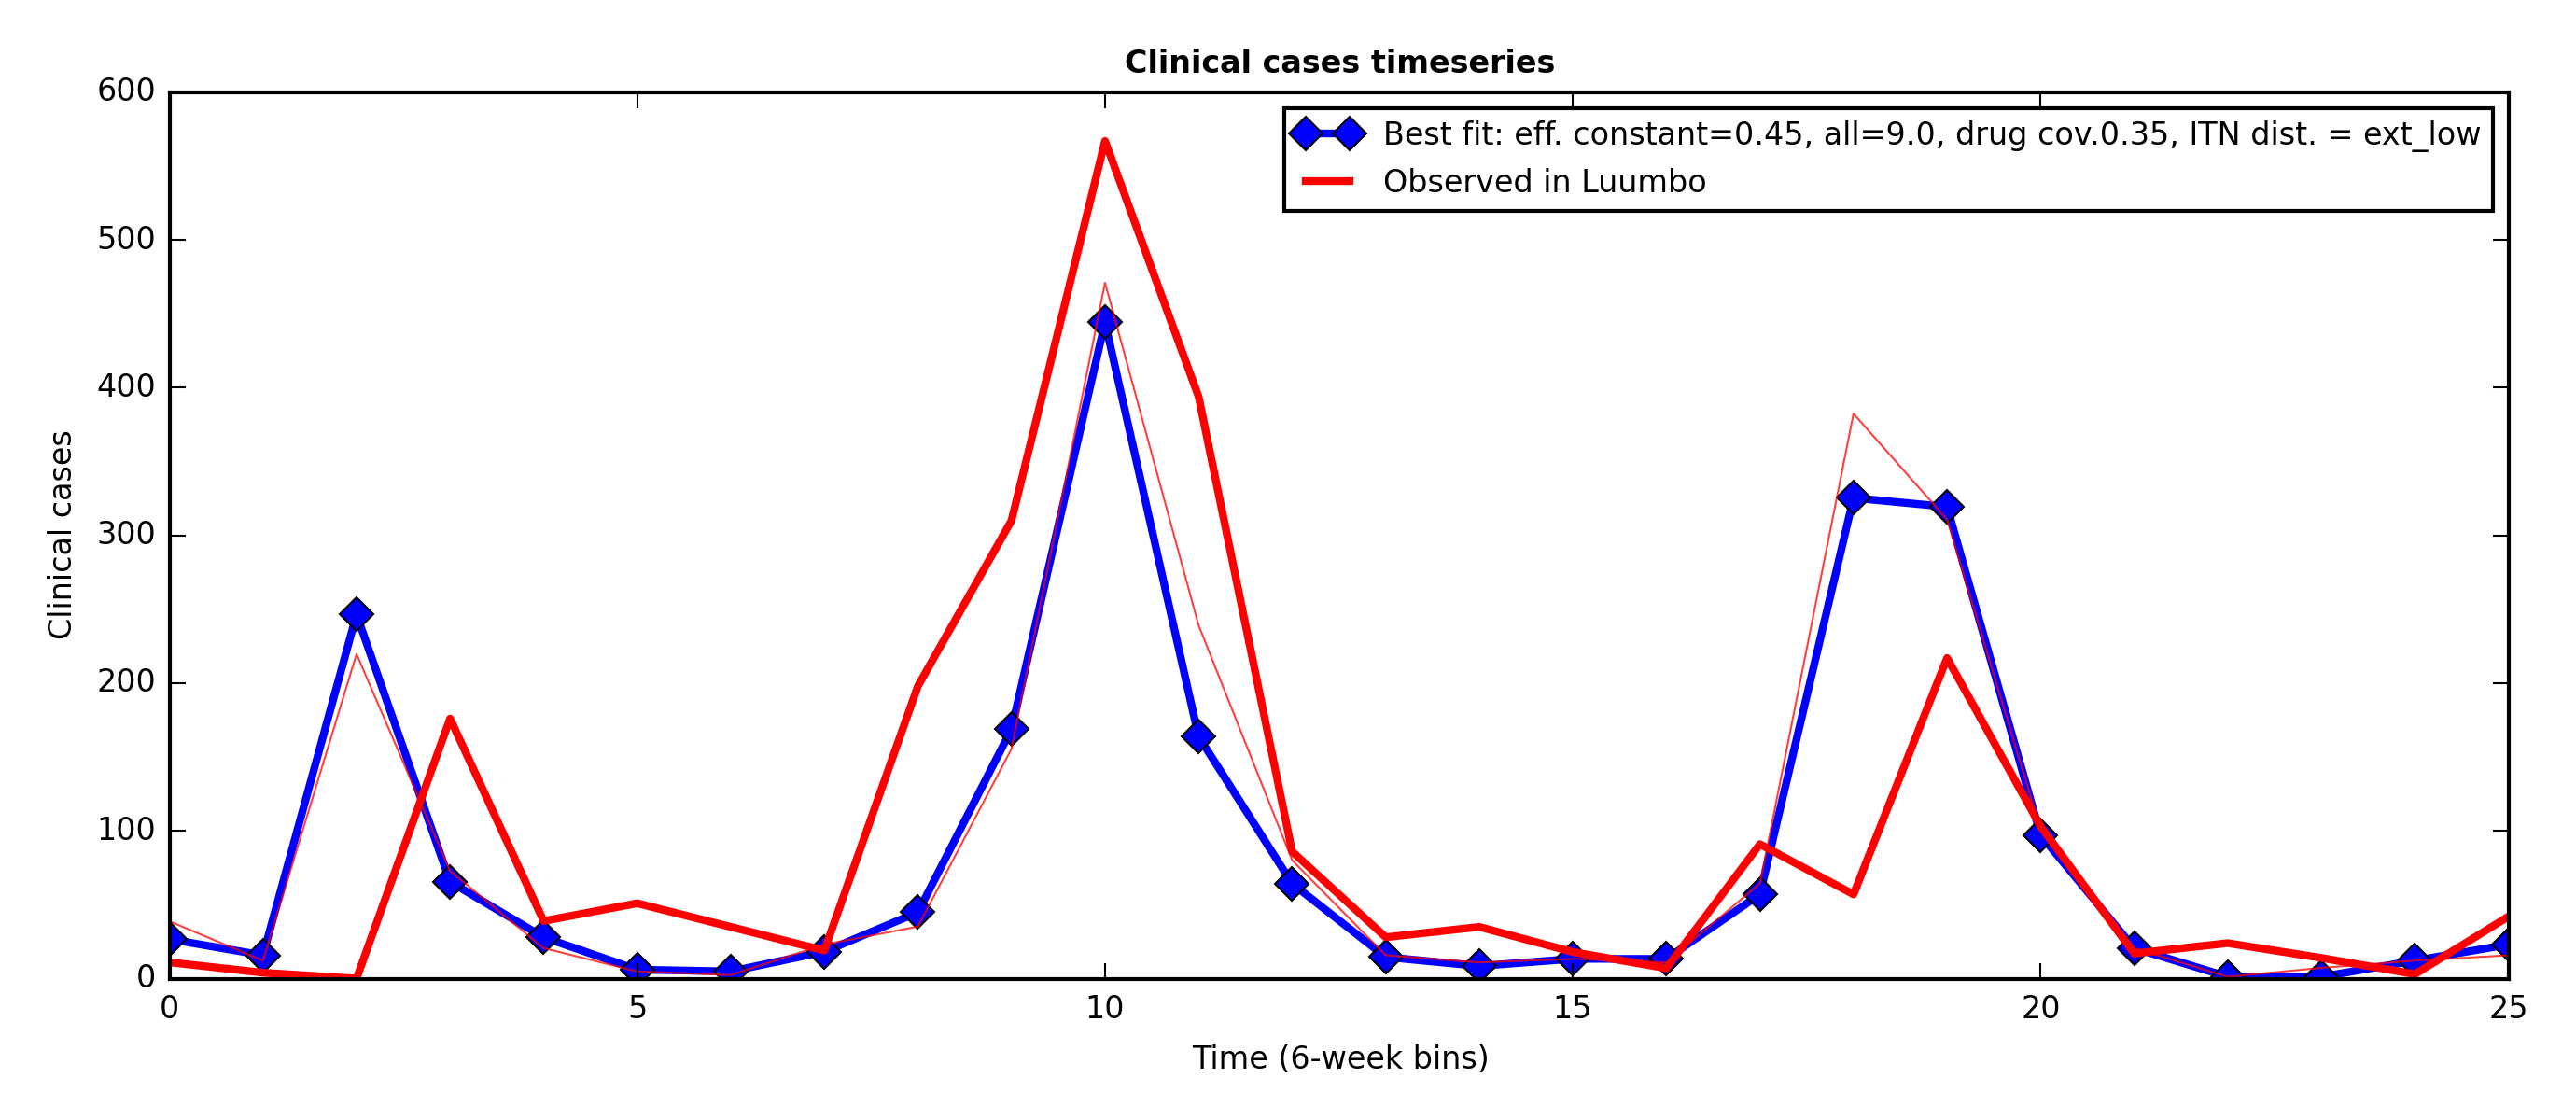 Clinical cases timeseries
600
500
400
300
200
100
0
Clinical cases
Best fit: eff. constant=0.45, all=9.0, drug cov.0.35, ITN dist. = ext_low
Observed in Luumbo
0 5 10 15 20 25
Time (6-week bins)